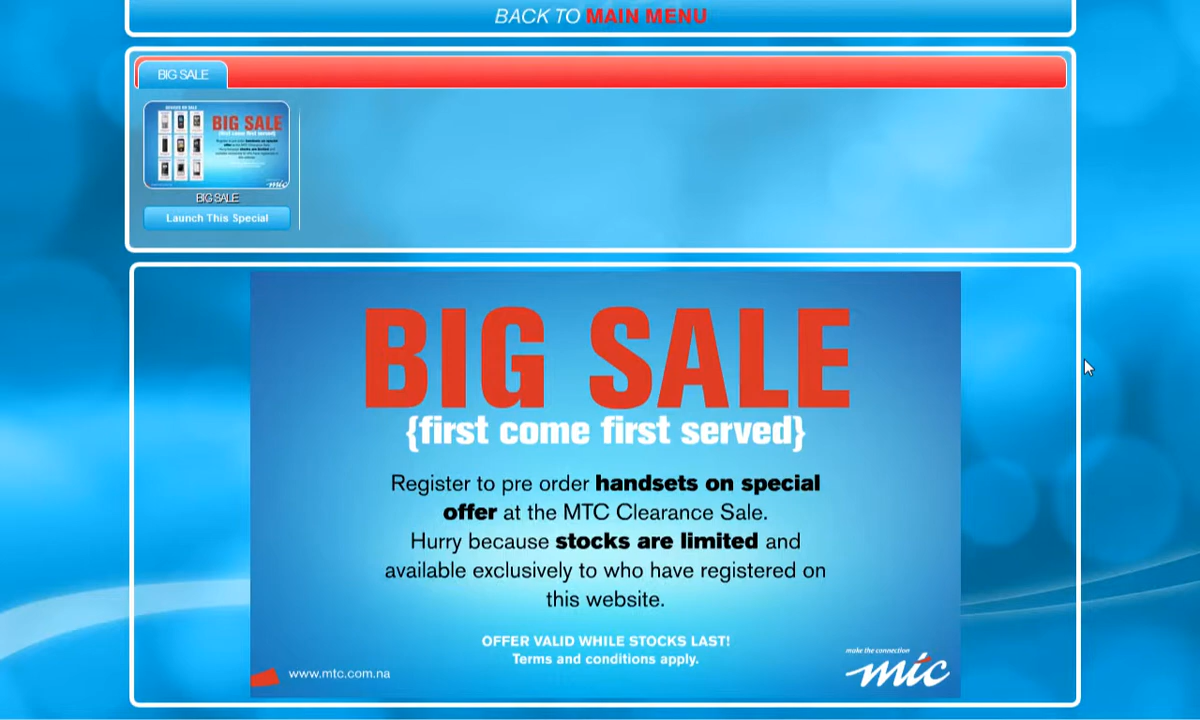 BACK TO MAIN MENU
BIG SALE
BIG SALE
BIG SALE
Launch This Special
BIG SALE
{first come first served}
Register to pre order handsets on special
offer at the MTC Clearance Sale.
Hurry because stocks are limited and
available exclusively to who have registered on
this website.
OFFER VALID WHILE STOCKS LAST!
Terms and conditions apply.
www.mtc.com.na
make the connection
mtc